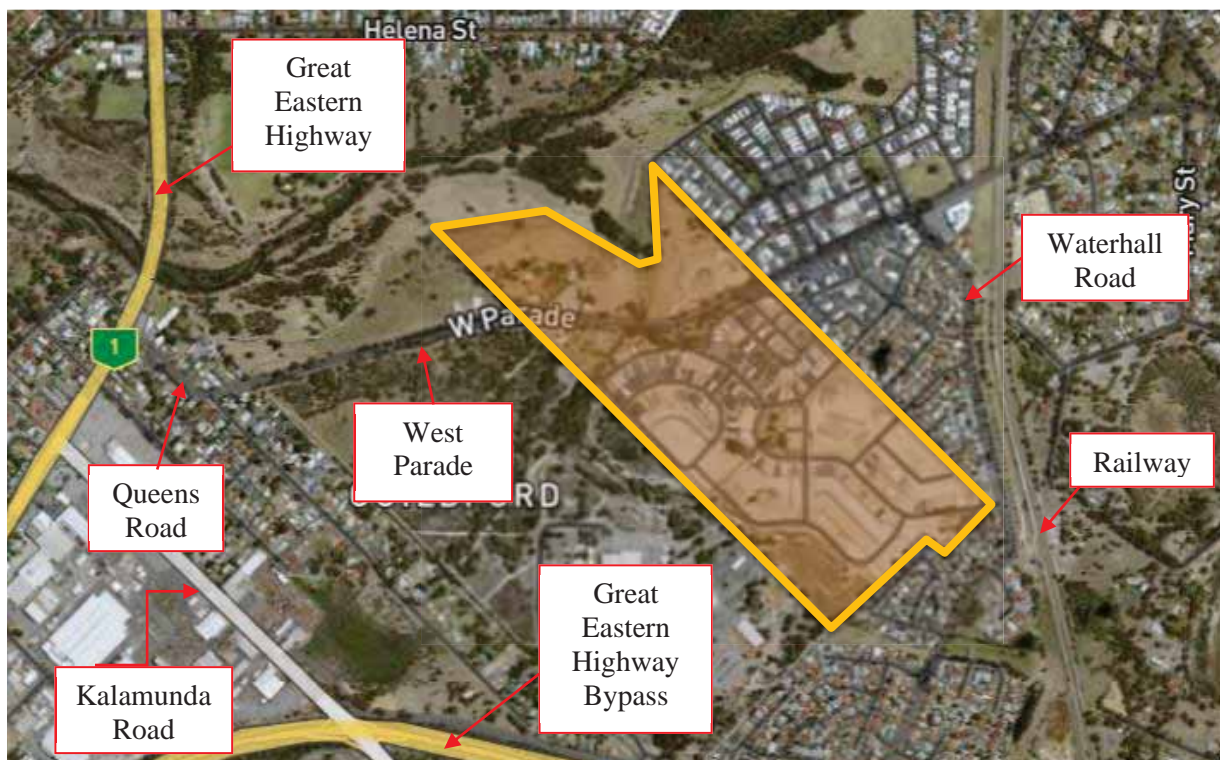 Helena St
Great
Eastern
Highway
Waterhall
Road
W Parade
1
West
Parade
Railway
Queens
Road
Great
Eastern
Highway
Bypass
Kalamunda
Road